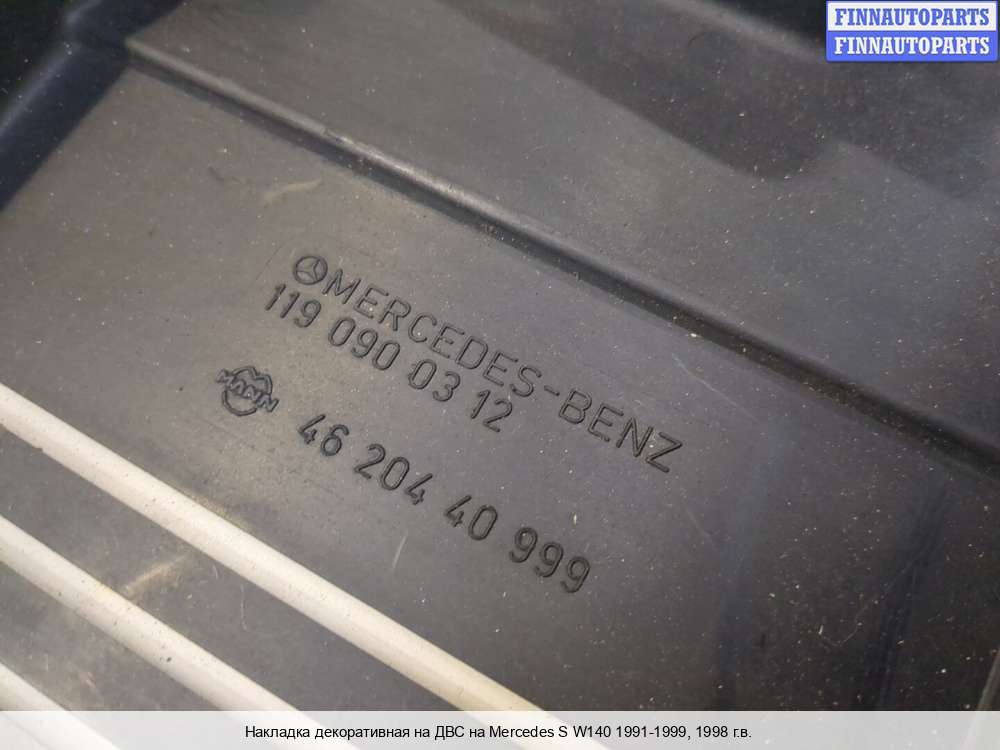 FINNAUTOPARTS
FINNAUTOPARTS
MERCEDES-BENZ
119 090 03 12
MANN
46 204 40 999
Накладка декоративная на ДВС на Mercedes S W140 1991-1999, 1998 г.в.